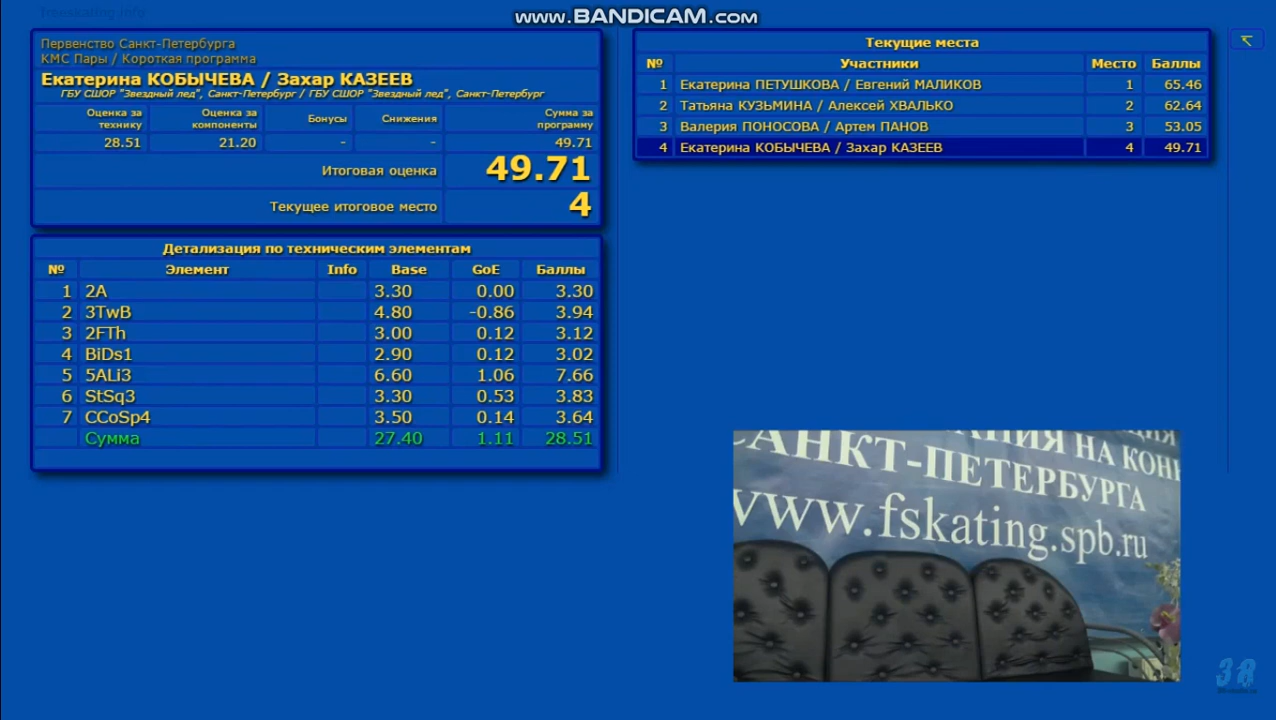 www.BANDICAM.com
Первенство Санкт-Петербурга
КМС Пары / Короткая программа
Екатерина КОБЫЧЕВА / Захар КАЗЕЕВ
ГБУ СШОР "Звездный лед", Санкт-Петербург / ГБУ СШОР "Звездный лед", Санкт-Петербург
Оценка за технику Оценка за компоненты Бонусы Снижения Сумма за программу
28.51 21.20 - - 49.71
Итоговая оценка 49.71
Текущее итоговое место 4
Детализация по техническим элементам
№ Элемент Info Base GoE Баллы
1 2A 3.30 0.00 3.30
2 3TwB 4.80 -0.86 3.94
3 2FTh 3.00 0.12 3.12
4 BiDs1 2.90 0.12 3.02
5 5ALi3 6.60 1.06 7.66
6 StSq3 3.30 0.53 3.83
7 CCoSp4 3.50 0.14 3.64
Сумма 27.40 1.11 28.51
Текущие места
№ Участники Место Баллы
1 Екатерина ПЕТУШКОВА / Евгений МАЛИКОВ 1 65.46
2 Татьяна КУЗЬМИНА / Алексей ХВАЛЬКО 2 62.64
3 Валерия ПОНОСОВА / Артем ПАНОВ 3 53.05
4 Екатерина КОБЫЧЕВА / Захар КАЗЕЕВ 4 49.71
НА
САНКТ-ПЕТЕРБУРГА
www.fskating.spb.ru